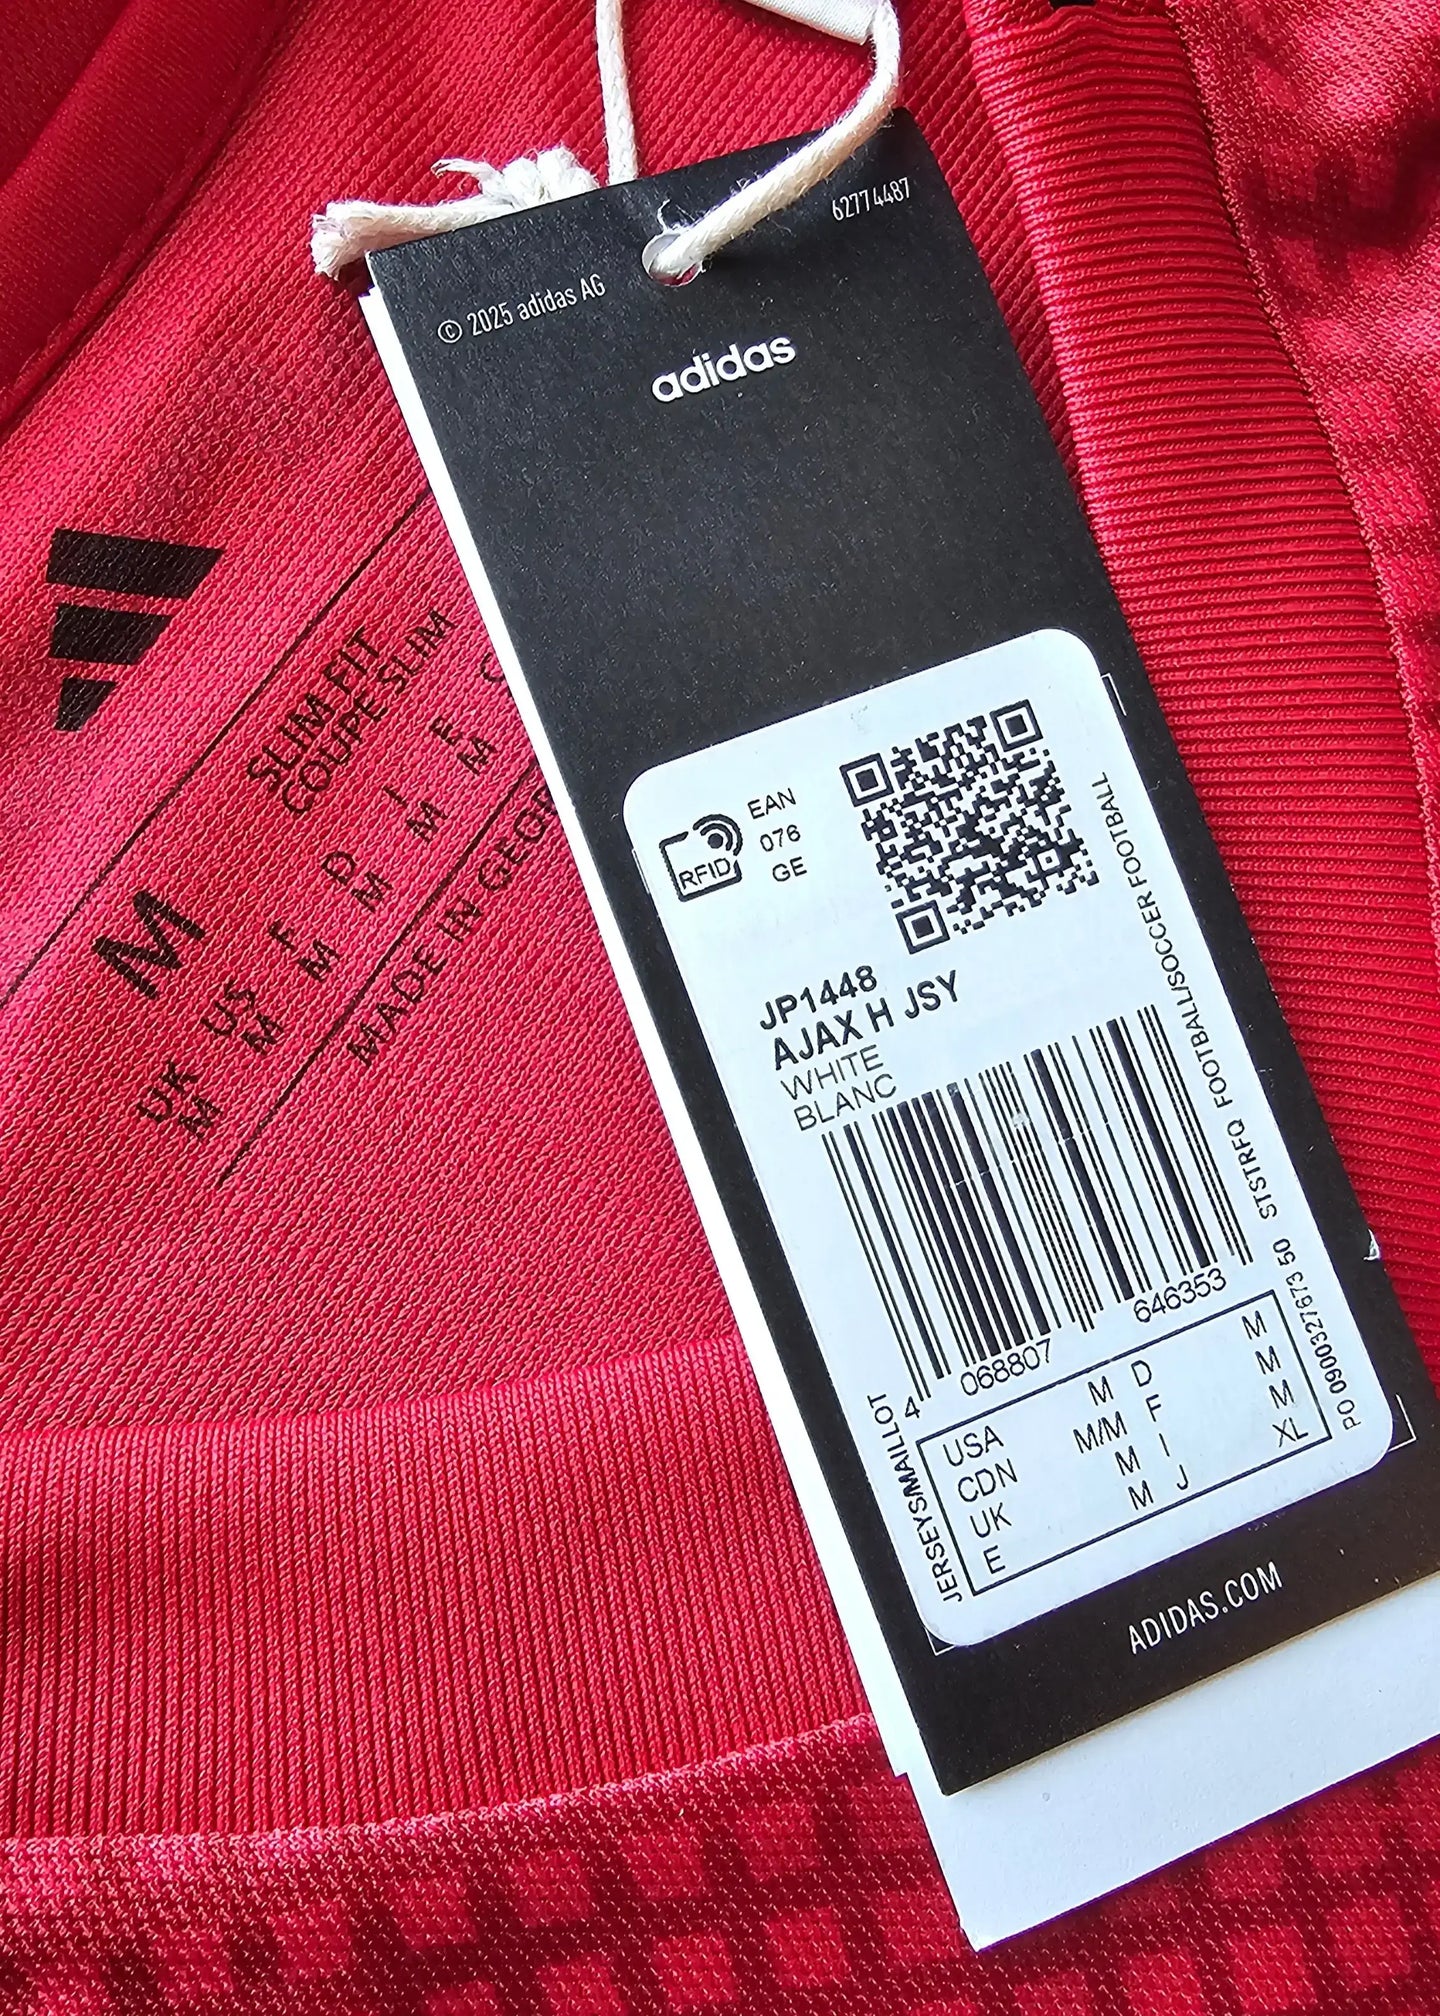 62774487
© 2025 adidas AG
adidas
RFID
EAN
076
GE
JP1448
AJAX H JSY
WHITE
BLANC
4 068807 646353
USA M D M
CDN M/M F M
UK M I M
E M J XL
JERSEYS/MAILLOT
PO 0900327673 50 STSTRFQ FOOTBALL/SOCCER FOOTBALL
ADIDAS.COM
M
SLIM FIT
COUPE SLIM
UK US F D I E
M M M M M M
MADE IN